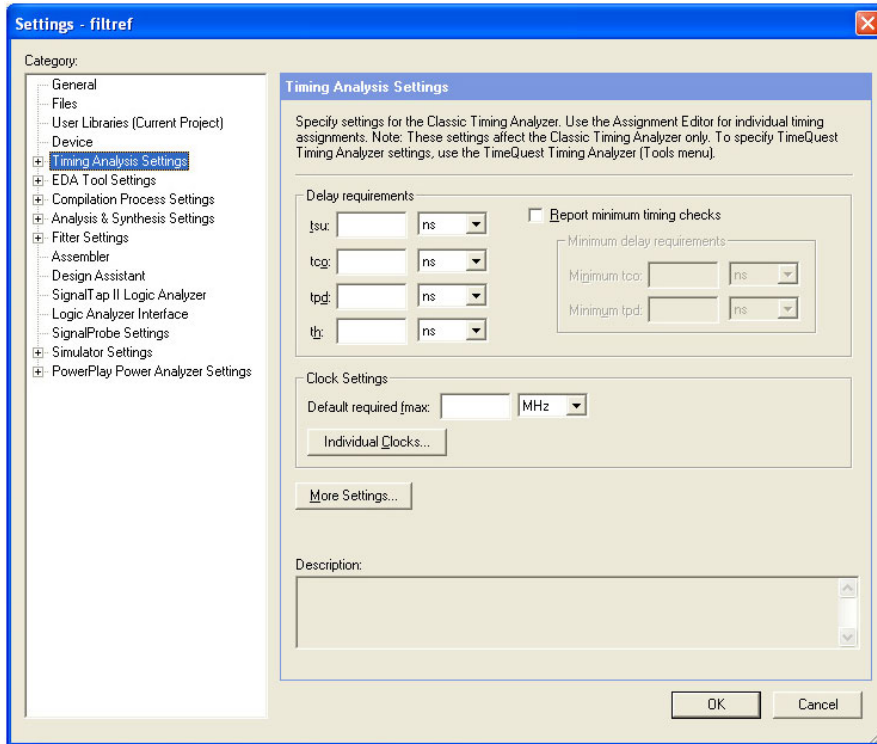 Settings - filtref
Category:
General
Files
User Libraries (Current Project)
Device
Timing Analysis Settings
EDA Tool Settings
Compilation Process Settings
Analysis & Synthesis Settings
Fitter Settings
Assembler
Design Assistant
SignalTap II Logic Analyzer
Logic Analyzer Interface
SignalProbe Settings
Simulator Settings
PowerPlay Power Analyzer Settings
Timing Analysis Settings
Specify settings for the Classic Timing Analyzer. Use the Assignment Editor for individual timing
assignments. Note: These settings affect the Classic Timing Analyzer only. To specify TimeQuest
Timing Analyzer settings, use the TimeQuest Timing Analyzer (Tools menu).
Delay requirements
tsu: ns
tco: ns
tpd: ns
th: ns
Report minimum timing checks
Minimum delay requirements
Minimum tco: ns
Minimum tpd: ns
Clock Settings
Default required fmax: MHz
Individual Clocks...
More Settings...
Description:
OK Cancel